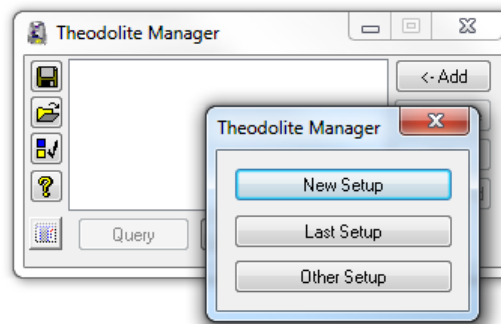 Theodolite Manager
<- Add
Theodolite Manager
New Setup
Last Setup
Other Setup
Query